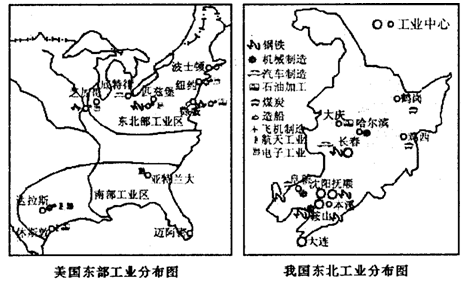 波士顿
底特律
纽约
芝加哥
匹兹堡
东北部工业区
亚特兰大
南部工业区
达拉斯
休斯敦
迈阿密
美国东部工业分布图
工业中心
钢铁
机械制造
汽车制造
石油加工
煤炭
造船
飞机制造
航天工业
电子工业
鹤岗
大庆
哈尔滨
鸡西
长春
阜新
沈阳
抚顺
本溪
鞍山
大连
我国东北工业分布图